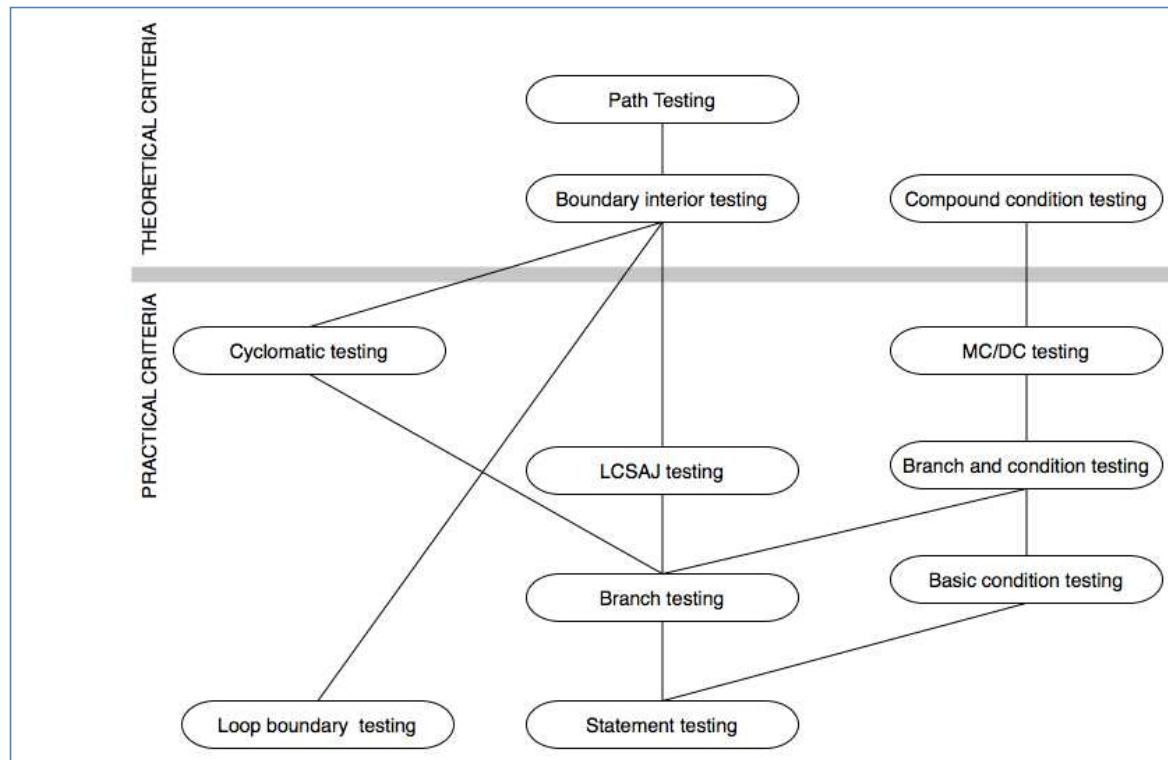 THEORETICAL CRITERIA
Path Testing
Boundary interior testing
Compound condition testing
PRACTICAL CRITERIA
Cyclomatic testing
MC/DC testing
LCSAJ testing
Branch and condition testing
Branch testing
Basic condition testing
Loop boundary testing
Statement testing